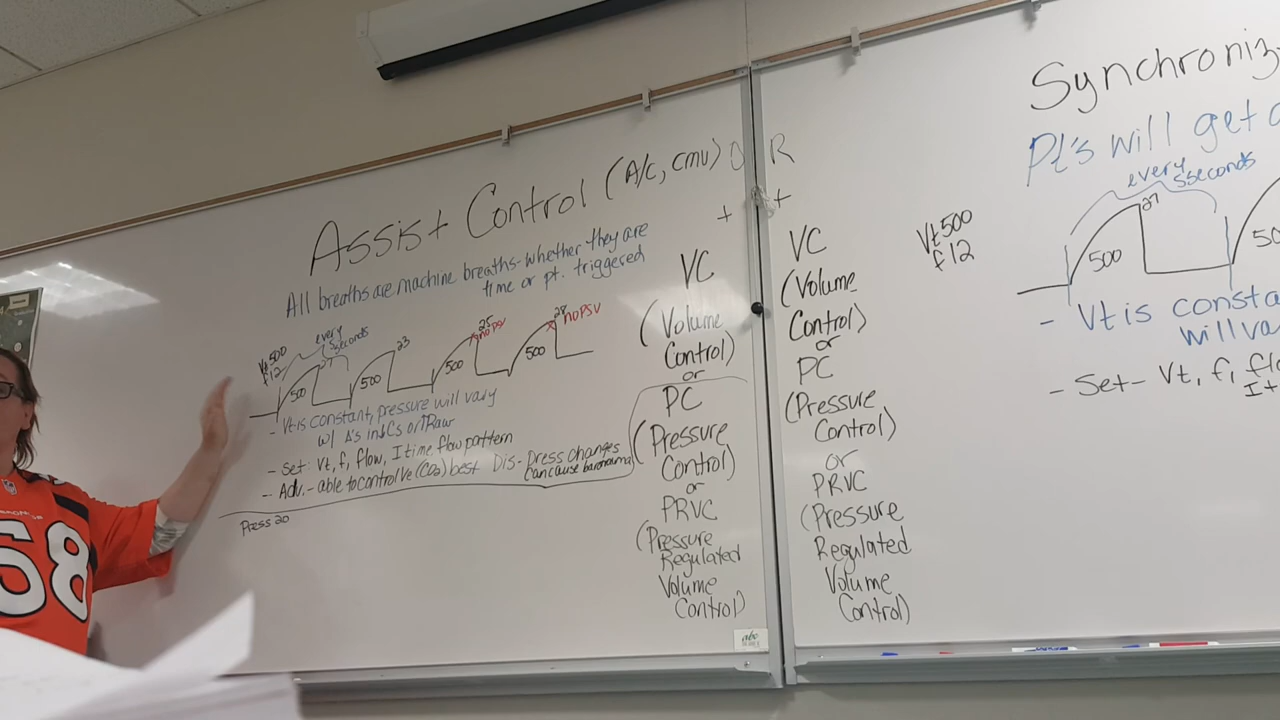 Assist Control (A/c, cmv) OR
All breaths are machine breaths - whether they are
time or pt. triggered
Vt 500
f 12
every
5 seconds
27
23
25
28
no PSV
no PSV
500
500
500
500
- Vt is constant, pressure will vary
w/ Δ's in
- Set: Vt, f, flow, I time, flow pattern
- Adv. - able to control Ve (CO2) best Dis- Press changes
can cause barotrauma
Press 20
+
VC
(Volume
Control)
or
PC
(Pressure
Control)
or
PRVC
(Pressure
Regulated
Volume
Control)
+
VC
(Volume
Control)
or
PC
(Pressure
Control)
or
PRVC
(Pressure
Regulated
Volume
Control)
Synchroniz
Pt's will get
every
5 seconds
Vt 500
f 12
27
500
50
- Vt is consta
will va
- Set - Vt, f, flo
I t
58